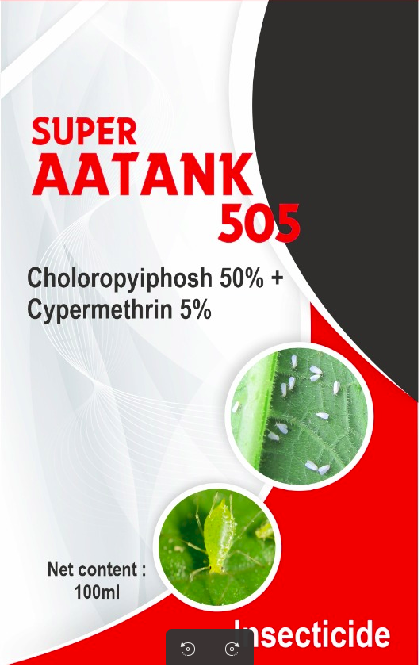 SUPER
AATANK
505
Choloropyiphosh 50% +
Cypermethrin 5%
Net content :
100ml
Insecticide